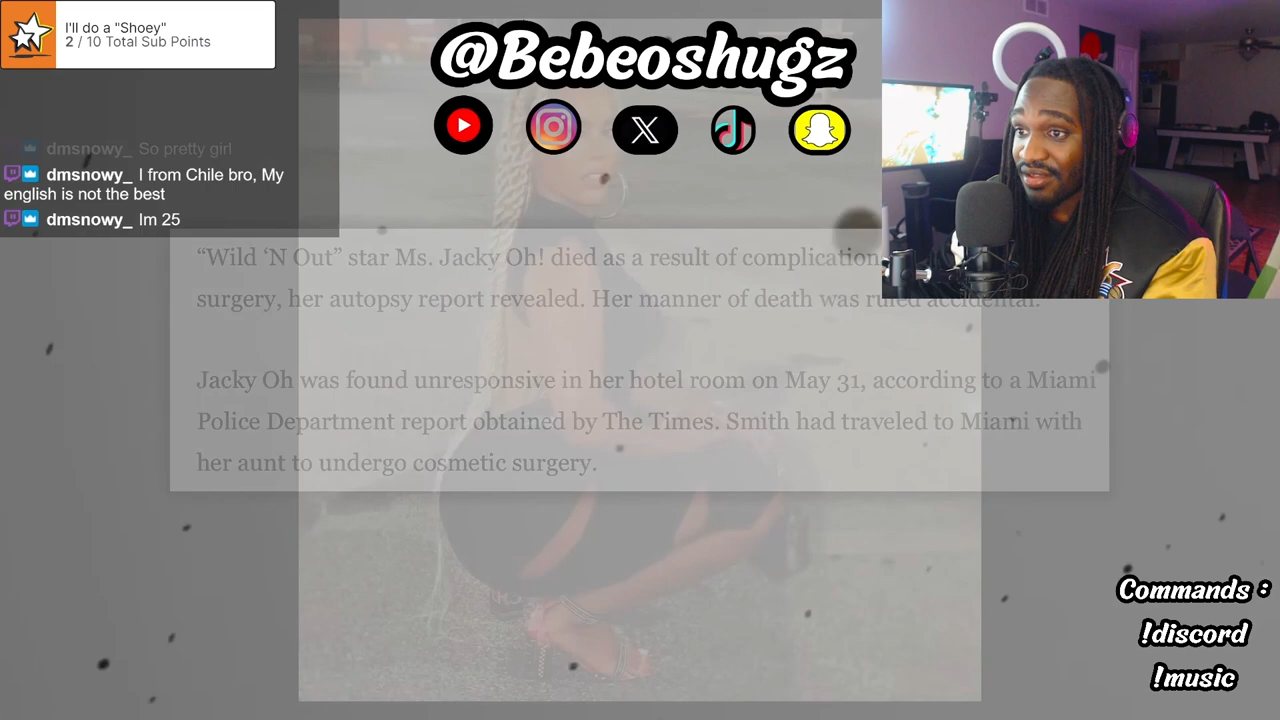 I'll do a "Shoey"
2 / 10 Total Sub Points
@Bebeoshugz
dmsnowy_ So pretty girl
dmsnowy_ I from Chile bro, My
english is not the best
dmsnowy_ Im 25
“Wild ‘N Out” star Ms. Jacky Oh! died as a result of complication
surgery, her autopsy report revealed. Her manner of death was ruled accidental.
Jacky Oh was found unresponsive in her hotel room on May 31, according to a Miami
Police Department report obtained by The Times. Smith had traveled to Miami with
her aunt to undergo cosmetic surgery.
Commands :
!discord
!music